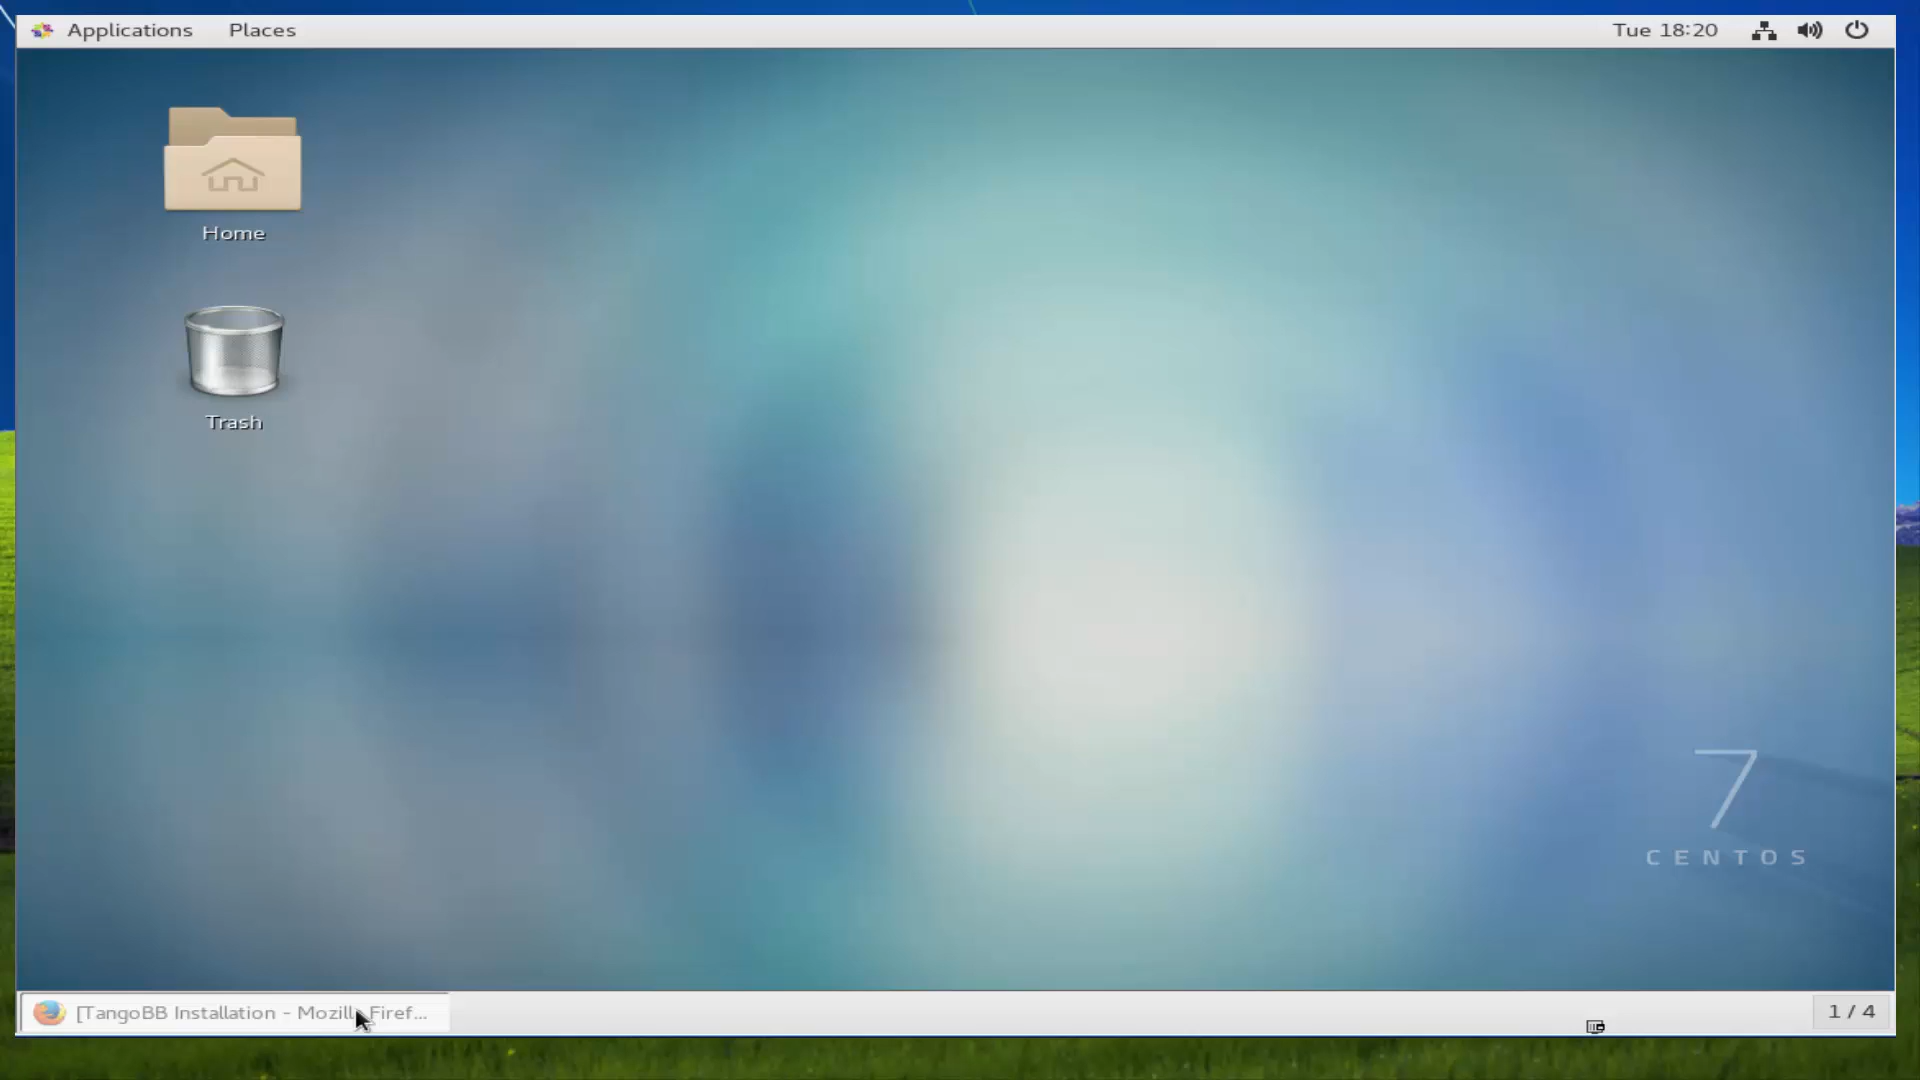 Applications Places Tue 18:20
Home
Trash
7
CENTOS
[TangoBB Installation - Mozilla Firef... 1 / 4